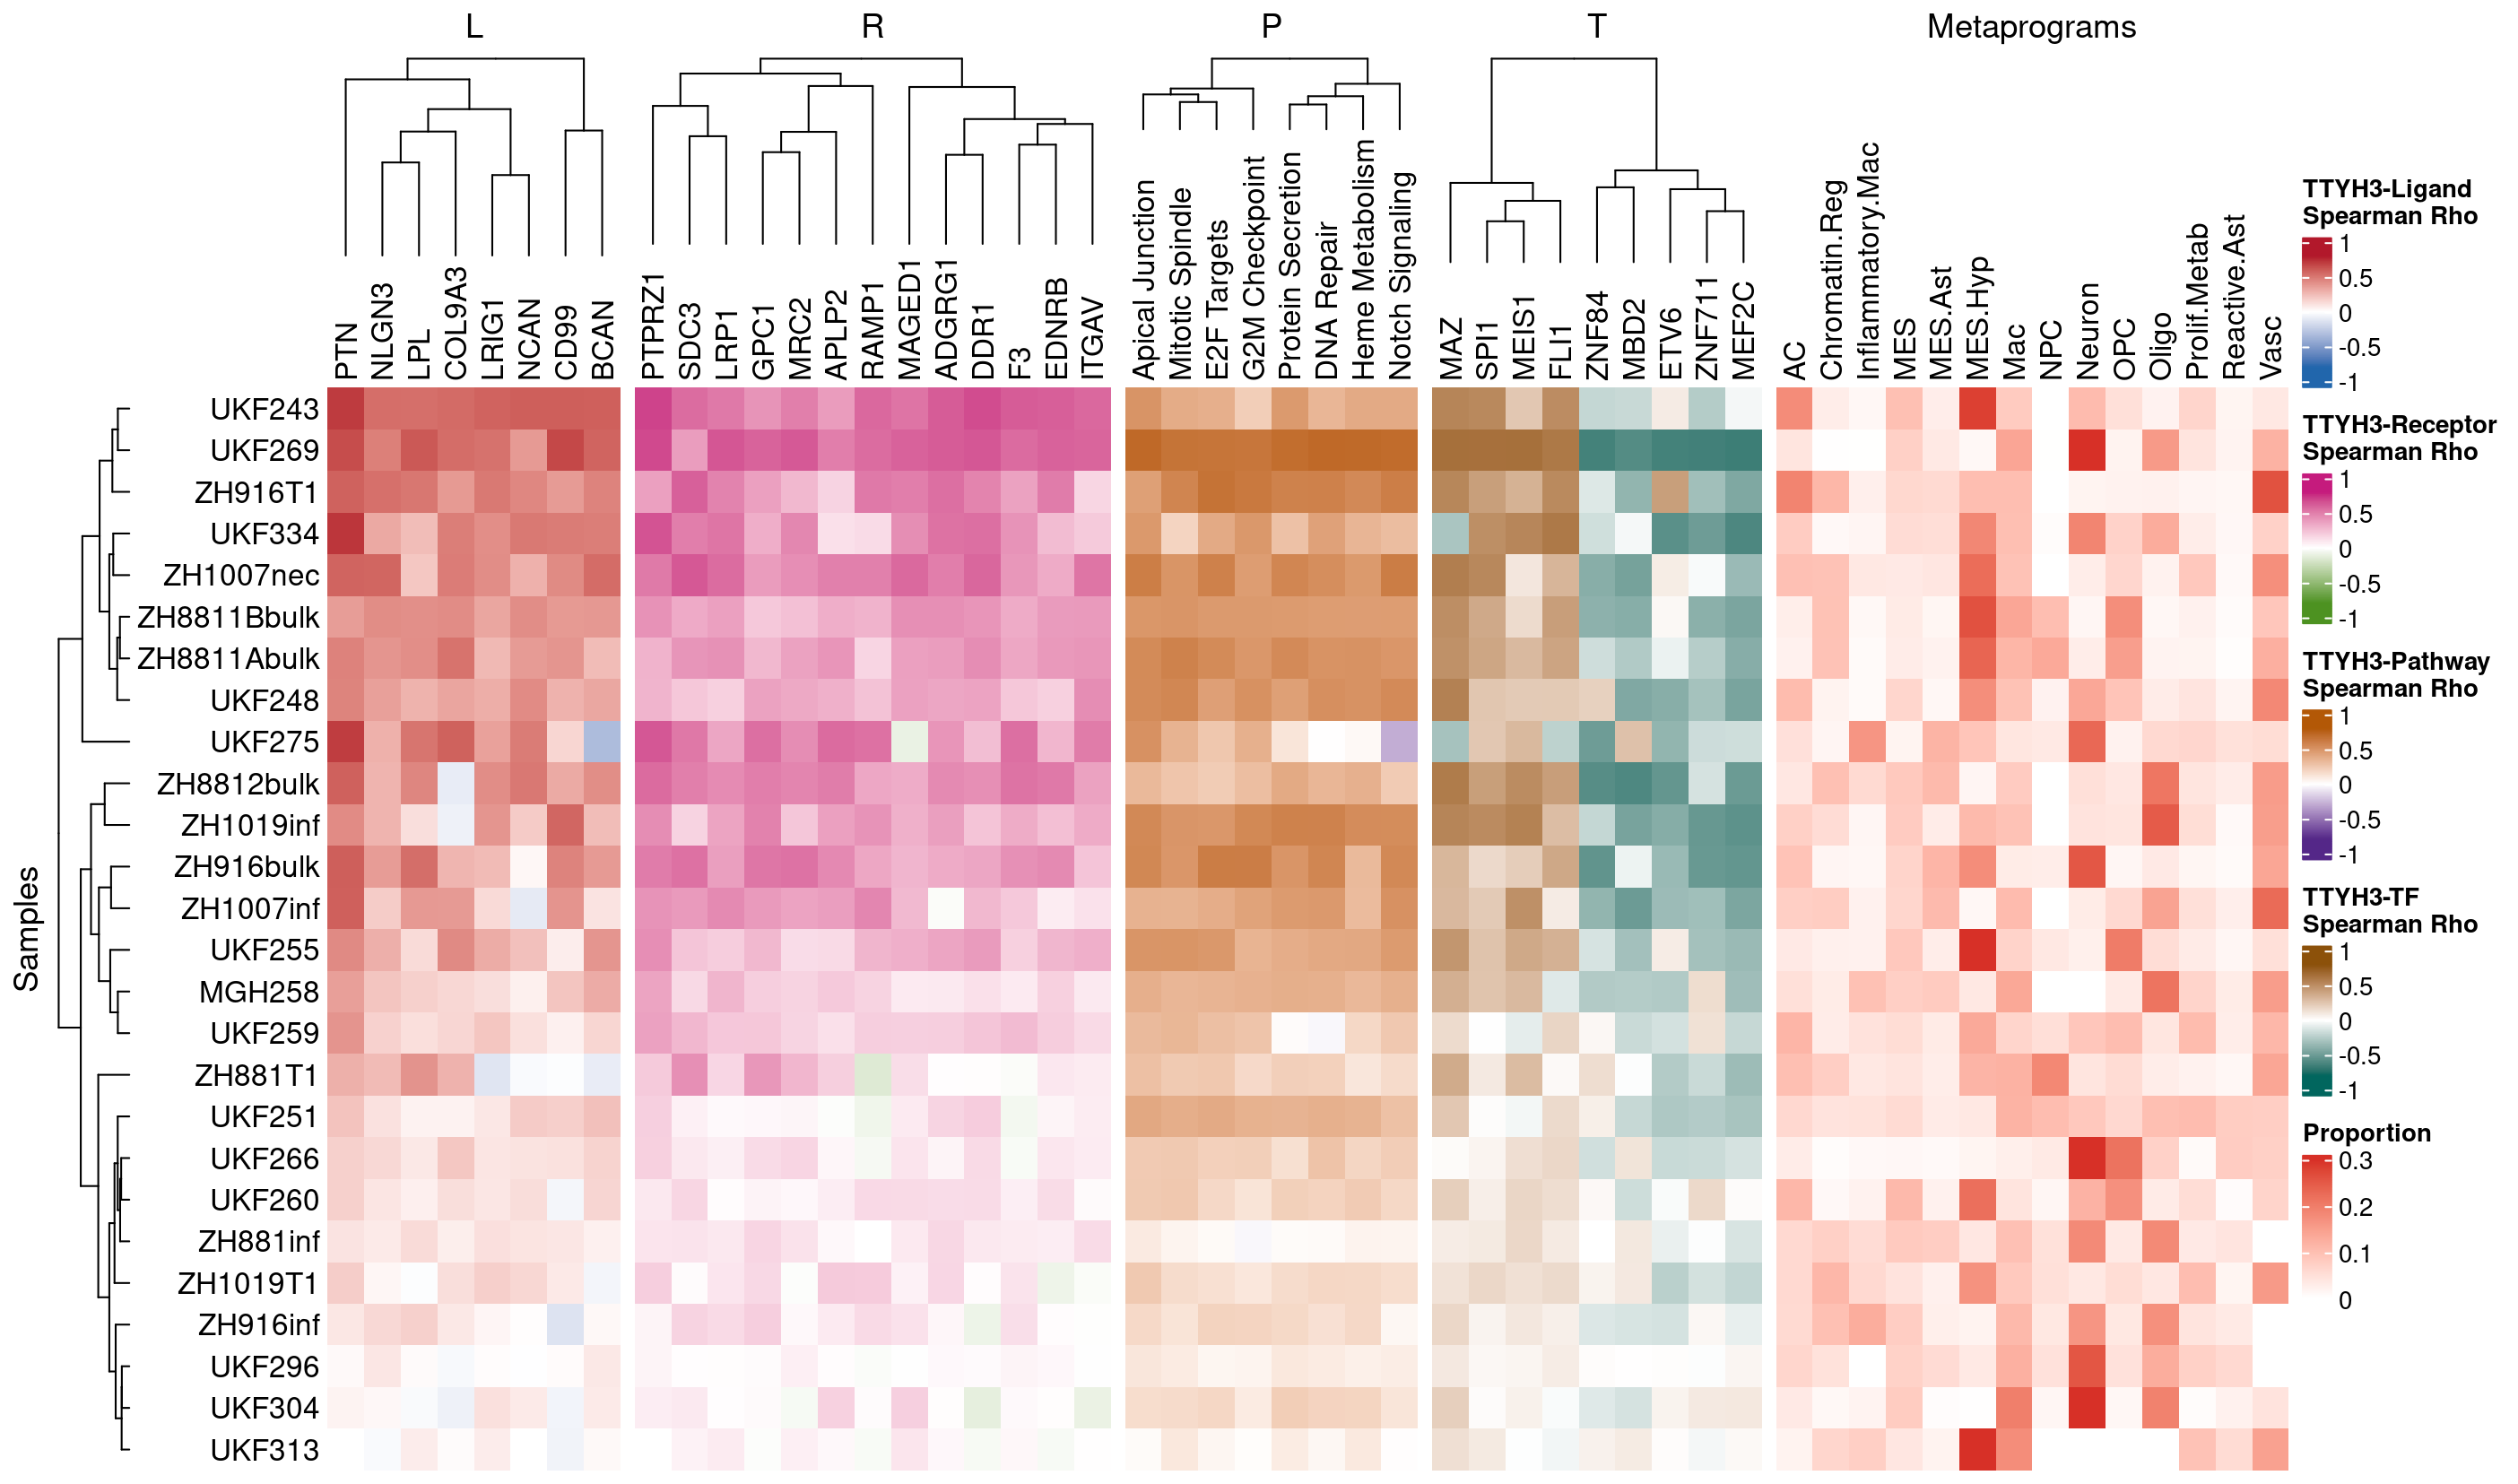 L R P T Metaprograms
PTN NLGN3 LPL COL9A3 LRIG1 NCAN CD99 BCAN
PTPRZ1 SDC3 LRP1 GPC1 MRC2 APLP2 RAMP1 MAGED1 ADGRG1 DDR1 F3 EDNRB ITGAV
Apical Junction
Mitotic Spindle
E2F Targets
G2M Checkpoint
Protein Secretion
DNA Repair
Heme Metabolism
Notch Signaling
MAZ SPI1 MEIS1 FLI1 ZNF84 MBD2 ETV6 ZNF711 MEF2C
AC Chromatin.Reg Inflammatory.Mac MES MES.Ast MES.Hyp Mac NPC Neuron OPC Oligo Prolif.Metab Reactive.Ast Vasc
Samples
UKF243
UKF269
ZH916T1
UKF334
ZH1007nec
ZH8811Bbulk
ZH8811Abulk
UKF248
UKF275
ZH8812bulk
ZH1019inf
ZH916bulk
ZH1007inf
UKF255
MGH258
UKF259
ZH881T1
UKF251
UKF266
UKF260
ZH881inf
ZH1019T1
ZH916inf
UKF296
UKF304
UKF313
TTYH3-Ligand
Spearman Rho
1
0.5
0
-0.5
-1
TTYH3-Receptor
Spearman Rho
1
0.5
0
-0.5
-1
TTYH3-Pathway
Spearman Rho
1
0.5
0
-0.5
-1
TTYH3-TF
Spearman Rho
1
0.5
0
-0.5
-1
Proportion
0.3
0.2
0.1
0